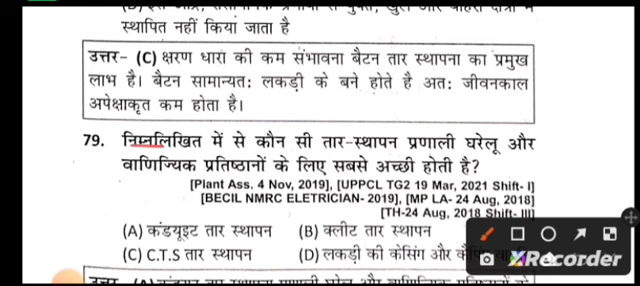 स्थापित नहीं किया जाता है
उत्तर- (C) क्षरण धारा की कम संभावना बैटन तार स्थापना का प्रमुख
लाभ है। बैटन सामान्यत: लकड़ी के बने होते है अत: जीवनकाल
अपेक्षाकृत कम होता है।
79. निम्नलिखित में से कौन सी तार-स्थापन प्रणाली घरेलू और
वाणिज्यिक प्रतिष्ठानों के लिए सबसे अच्छी होती है?
[Plant Ass. 4 Nov, 2019], [UPPCL TG2 19 Mar, 2021 Shift- I]
[BECIL NMRC ELETRICIAN- 2019], [MP LA- 24 Aug, 2018]
[TH-24 Aug, 2018 Shift- III]
(A) कंडयूइट तार स्थापन (B) क्लीट तार स्थापन
(C) C.T.S तार स्थापन (D) लकड़ी की केसिंग और
Recorder